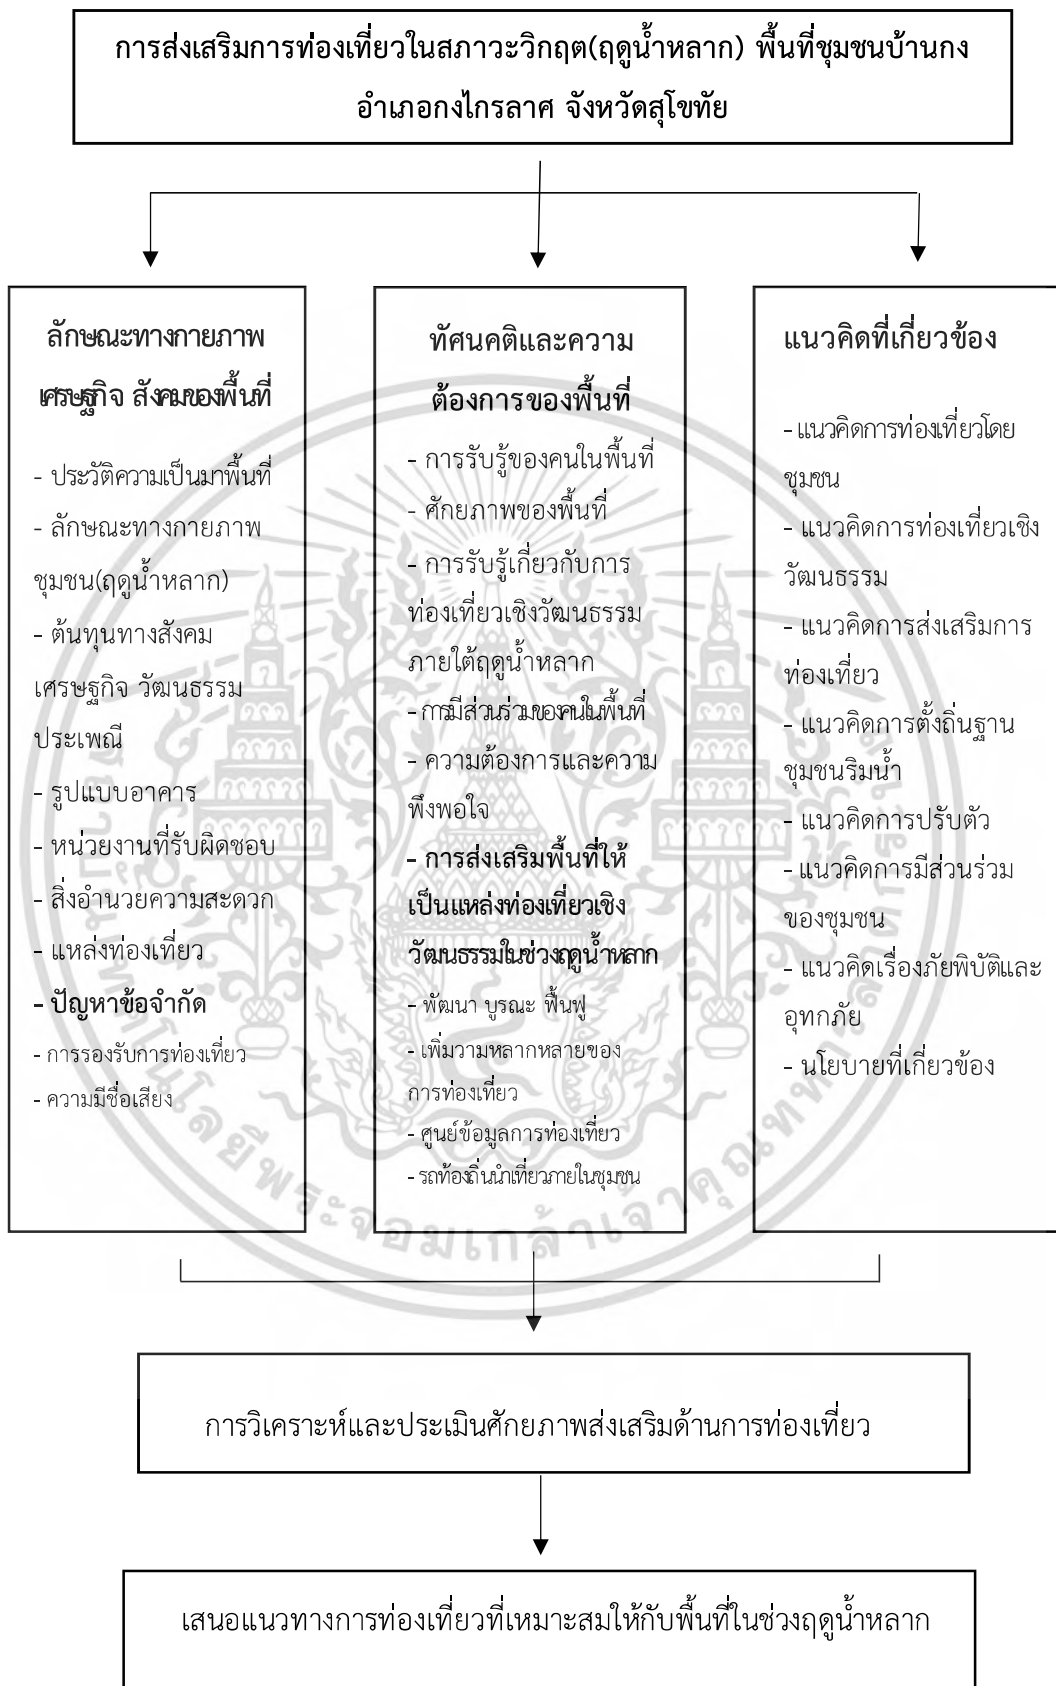 การส่งเสริมการท่องเที่ยวในสภาวะวิกฤต(ฤดูน้ำหลาก) พื้นที่ชุมชนบ้านกง
อำเภอกงไกรลาศ จังหวัดสุโขทัย
ลักษณะทางกายภาพ
เศรษฐกิจ สังคมของพื้นที่
- ประวัติความเป็นมาพื้นที่
- ลักษณะทางกายภาพ
ชุมชน(ฤดูน้ำหลาก)
- ต้นทุนทางสังคม
เศรษฐกิจ วัฒนธรรม
ประเพณี
- รูปแบบอาคาร
- หน่วยงานที่รับผิดชอบ
- สิ่งอำนวยความสะดวก
- แหล่งท่องเที่ยว
- ปัญหาข้อจำกัด
- การรองรับการท่องเที่ยว
- ความมีชื่อเสียง
ทัศนคติและความ
ต้องการของพื้นที่
- การรับรู้ของคนในพื้นที่
- ศักยภาพของพื้นที่
- การรับรู้เกี่ยวกับการ
ท่องเที่ยวเชิงวัฒนธรรม
ภายใต้ฤดูน้ำหลาก
- การมีส่วนร่วมของคนในพื้นที่
- ความต้องการและความ
พึงพอใจ
- การส่งเสริมพื้นที่ให้
เป็นแหล่งท่องเที่ยวเชิง
วัฒนธรรมในช่วงฤดูน้ำหลาก
- พัฒนา บูรณะ ฟื้นฟู
- เพิ่มวามหลากหลายของ
การท่องเที่ยว
- ศูนย์ข้อมูลการท่องเที่ยว
- รถท้องถิ่นนำเที่ยวภายในชุมชน
แนวคิดที่เกี่ยวข้อง
- แนวคิดการท่องเที่ยวโดย
ชุมชน
- แนวคิดการท่องเที่ยวเชิง
วัฒนธรรม
- แนวคิดการส่งเสริมการ
ท่องเที่ยว
- แนวคิดการตั้งถิ่นฐาน
ชุมชนริมน้ำ
- แนวคิดการปรับตัว
- แนวคิดการมีส่วนร่วม
ของชุมชน
- แนวคิดเรื่องภัยพิบัติและ
อุทกภัย
- นโยบายที่เกี่ยวข้อง
การวิเคราะห์และประเมินศักยภาพส่งเสริมด้านการท่องเที่ยว
เสนอแนวทางการท่องเที่ยวที่เหมาะสมให้กับพื้นที่ในช่วงฤดูน้ำหลาก